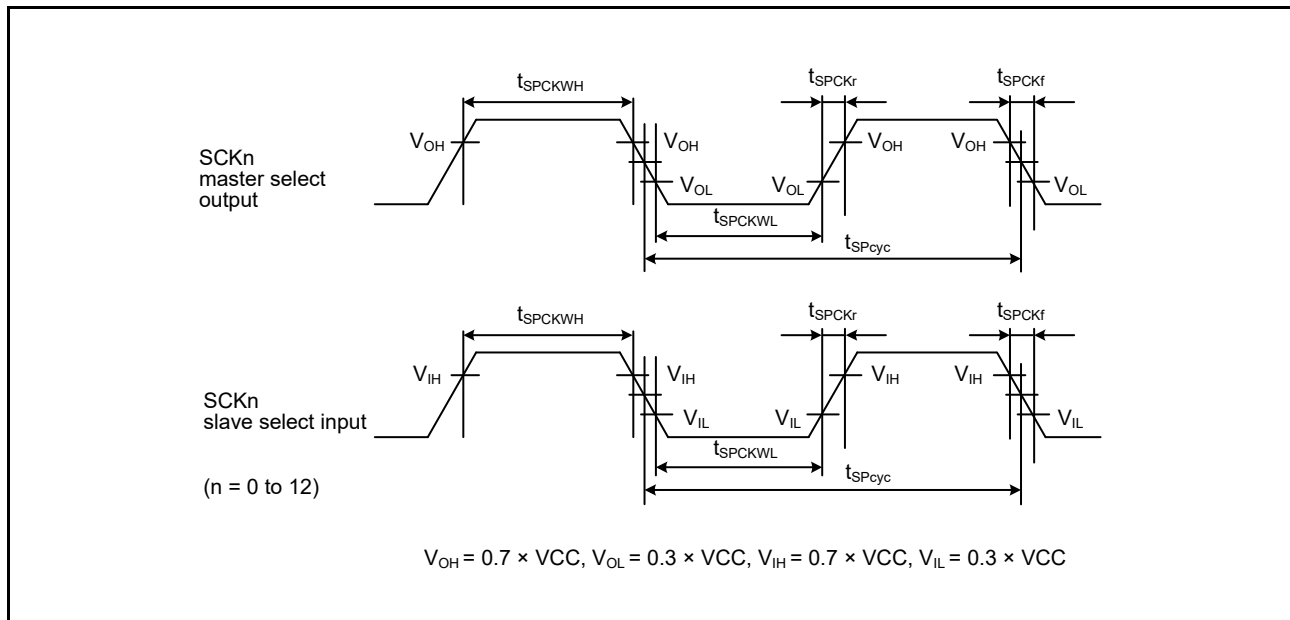 tSPCKWH
tSPCKr
tSPCKf
VOH
VOH
VOH
VOH
SCKn
master select
output
VOL
VOL
VOL
tSPCKWL
tSPcyc
tSPCKWH
tSPCKr
tSPCKf
VIH
VIH
VIH
VIH
SCKn
slave select input
VIL
VIL
VIL
tSPCKWL
tSPcyc
(n = 0 to 12)
VOH = 0.7 × VCC, VOL = 0.3 × VCC, VIH = 0.7 × VCC, VIL = 0.3 × VCC